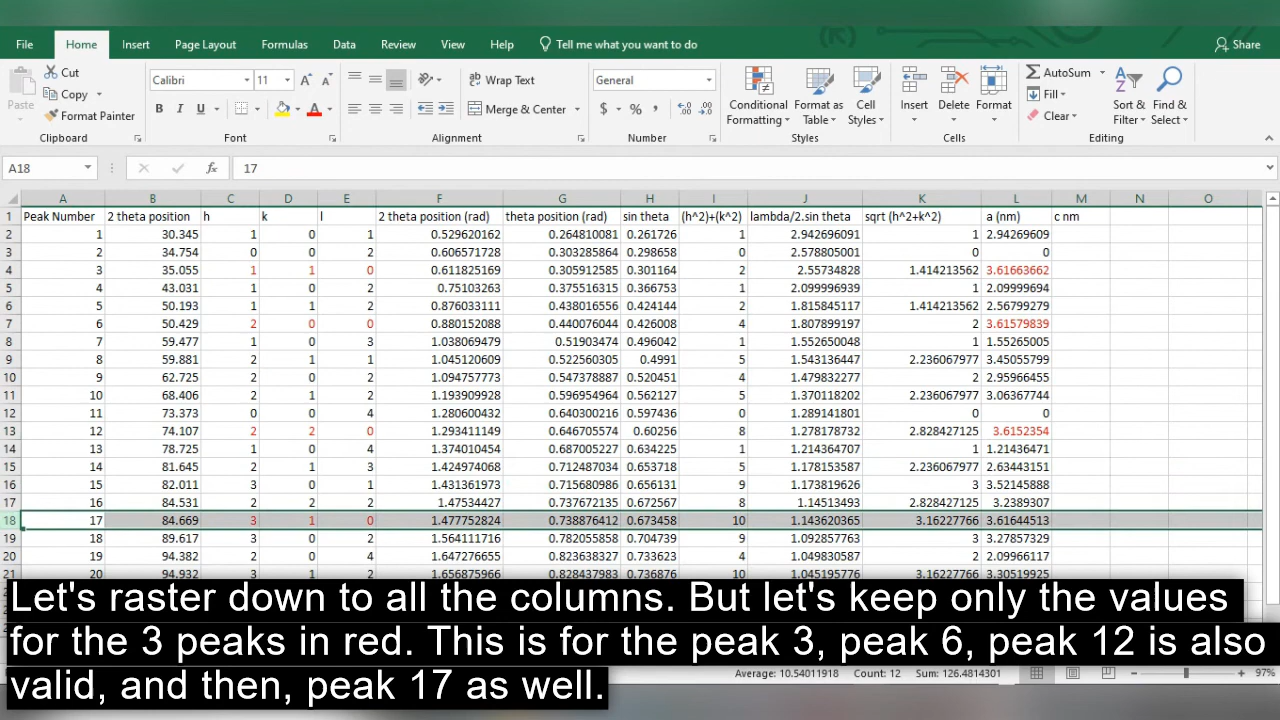 File Home Insert Page Layout Formulas Data Review View Help Tell me what you want to do Share
Paste Cut Copy Format Painter Calibri 11 Wrap Text Merge & Center General Conditional Formatting Format as Table Cell Styles Insert Delete Format AutoSum Fill Clear Sort & Filter Find & Select
Clipboard Font Alignment Number Styles Cells Editing
A18 fx 17
A B C D E F G H I J K L M N O
1 Peak Number 2 theta position h k l 2 theta position (rad) theta position (rad) sin theta (h^2)+(k^2) lambda/2.sin theta sqrt (h^2+k^2) a (nm) c nm
2 1 30.345 1 0 1 0.529620162 0.264810081 0.261726 1 2.942696091 1 2.94269609
3 2 34.754 0 0 2 0.606571728 0.303285864 0.298658 0 2.578805001 0 0
4 3 35.055 1 1 0 0.611825169 0.305912585 0.301164 2 2.55734828 1.414213562 3.61663662
5 4 43.031 1 0 2 0.75103263 0.375516315 0.366753 1 2.099996939 1 2.09999694
6 5 50.193 1 1 2 0.876033111 0.438016556 0.424144 2 1.815845117 1.414213562 2.56799279
7 6 50.429 2 0 0 0.880152088 0.440076044 0.426008 4 1.807899197 2 3.61579839
8 7 59.477 1 0 3 1.038069479 0.51903474 0.496042 1 1.552650048 1 1.55265005
9 8 59.881 2 1 1 1.045120609 0.522560305 0.4991 5 1.543136447 2.236067977 3.45055799
10 9 62.725 2 0 2 1.094757773 0.547378887 0.520451 4 1.479832277 2 2.95966455
11 10 68.406 2 1 2 1.193909928 0.596954964 0.562127 5 1.370118202 2.236067977 3.06367744
12 11 73.373 0 0 4 1.280600432 0.640300216 0.597436 0 1.289141801 0 0
13 12 74.107 2 2 0 1.293411149 0.646705574 0.60256 8 1.278178732 2.828427125 3.6152354
14 13 78.725 1 0 4 1.374010454 0.687005227 0.634225 1 1.214364707 1 1.21436471
15 14 81.645 2 1 3 1.424974068 0.712487034 0.653718 5 1.178153587 2.236067977 2.63443151
16 15 82.011 3 0 1 1.431361973 0.715680986 0.656131 9 1.173819626 3 3.52145888
17 16 84.531 2 2 2 1.47534427 0.737672135 0.672567 8 1.14513493 2.828427125 3.2389307
18 17 84.669 3 1 0 1.477752824 0.738876412 0.673458 10 1.143620365 3.16227766 3.61644513
19 18 89.617 3 0 2 1.564111716 0.782055858 0.704739 9 1.092857763 3 3.27857329
20 19 94.382 2 0 4 1.647276655 0.823638327 0.733623 4 1.049830587 2 2.09966117
21 20 94.932 3 1 2 1.656875966 0.828437983 0.736876 10 1.045195776 3.16227766 3.30519925
Let's raster down to all the columns. But let's keep only the values
for the 3 peaks in red. This is for the peak 3, peak 6, peak 12 is also
valid, and then, peak 17 as well.
Average: 10.54011918 Count: 12 Sum: 126.4814301 97%